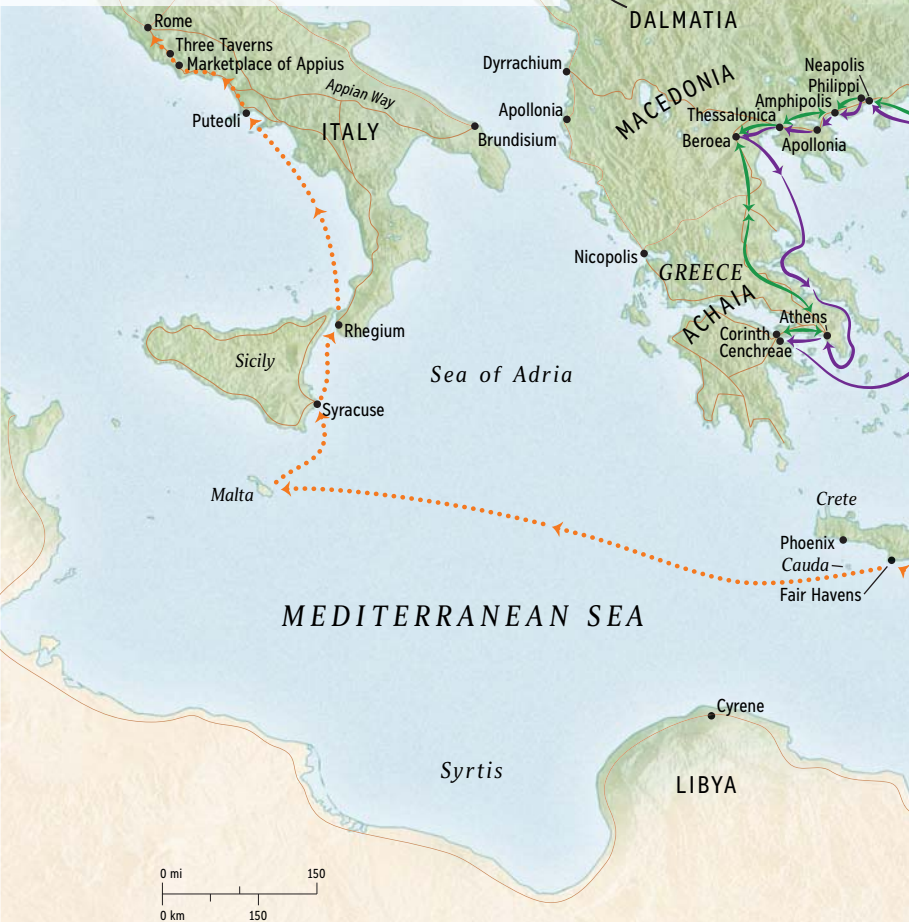 DALMATIA
Rome
Three Taverns
Marketplace of Appius
Dyrrachium
Neapolis
Philippi
MACEDONIA
Appian Way
Amphipolis
Apollonia
Thessalonica
Puteoli
ITALY
Brundisium
Beroea
Apollonia
Nicopolis
GREECE
ACHAIA
Athens
Rhegium
Corinth
Cenchreae
Sicily
Sea of Adria
Syracuse
Malta
Crete
Phoenix
Cauda
Fair Havens
MEDITERRANEAN SEA
Cyrene
Syrtis
LIBYA
0 mi 150
0 km 150